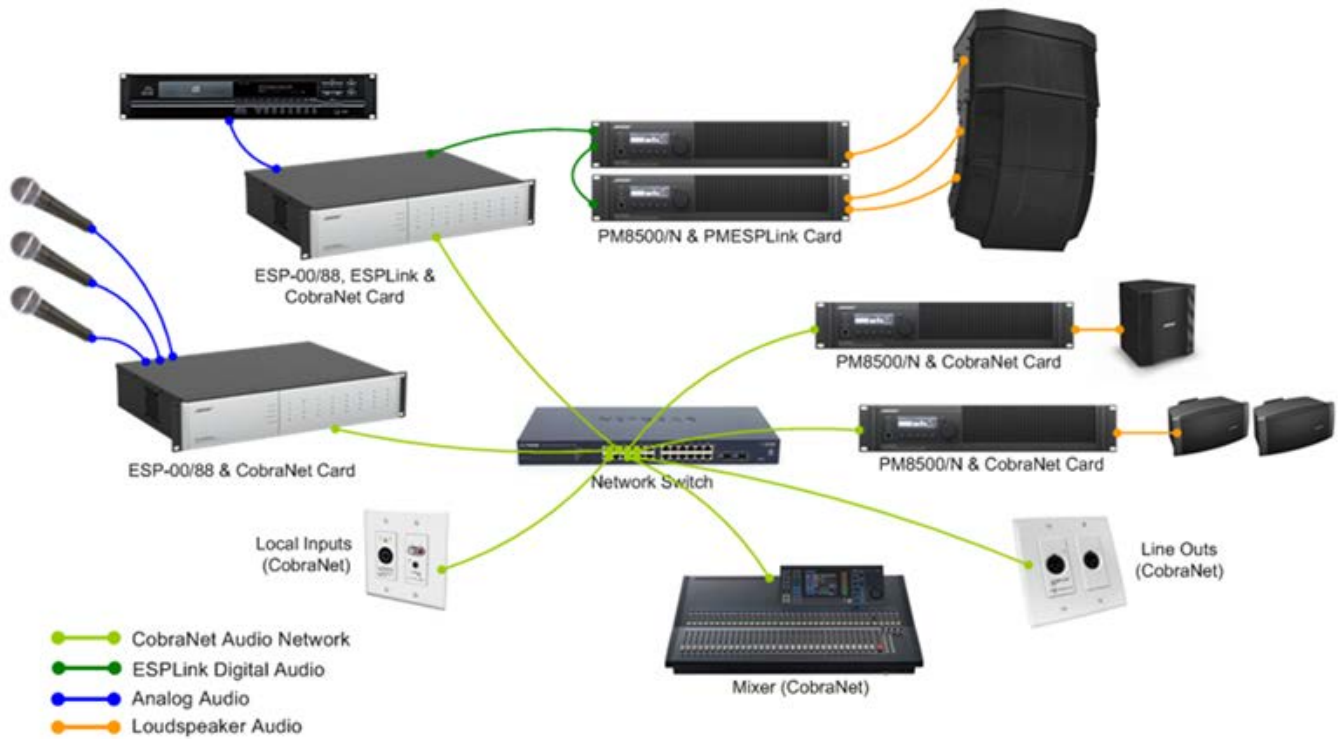 PM8500/N & PMESPLink Card
ESP-00/88, ESPLink &
CobraNet Card
PM8500/N & CobraNet Card
ESP-00/88 & CobraNet Card
PM8500/N & CobraNet Card
Network Switch
Local Inputs
(CobraNet)
Line Outs
(CobraNet)
Mixer (CobraNet)
CobraNet Audio Network
ESPLink Digital Audio
Analog Audio
Loudspeaker Audio